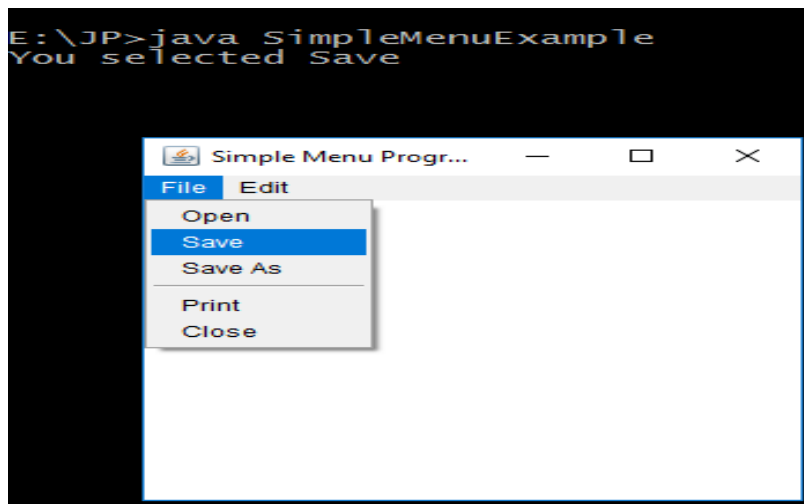 E:\JP>java SimpleMenuExample
You selected Save
Simple Menu Progr...
File Edit
Open
Save
Save As
Print
Close